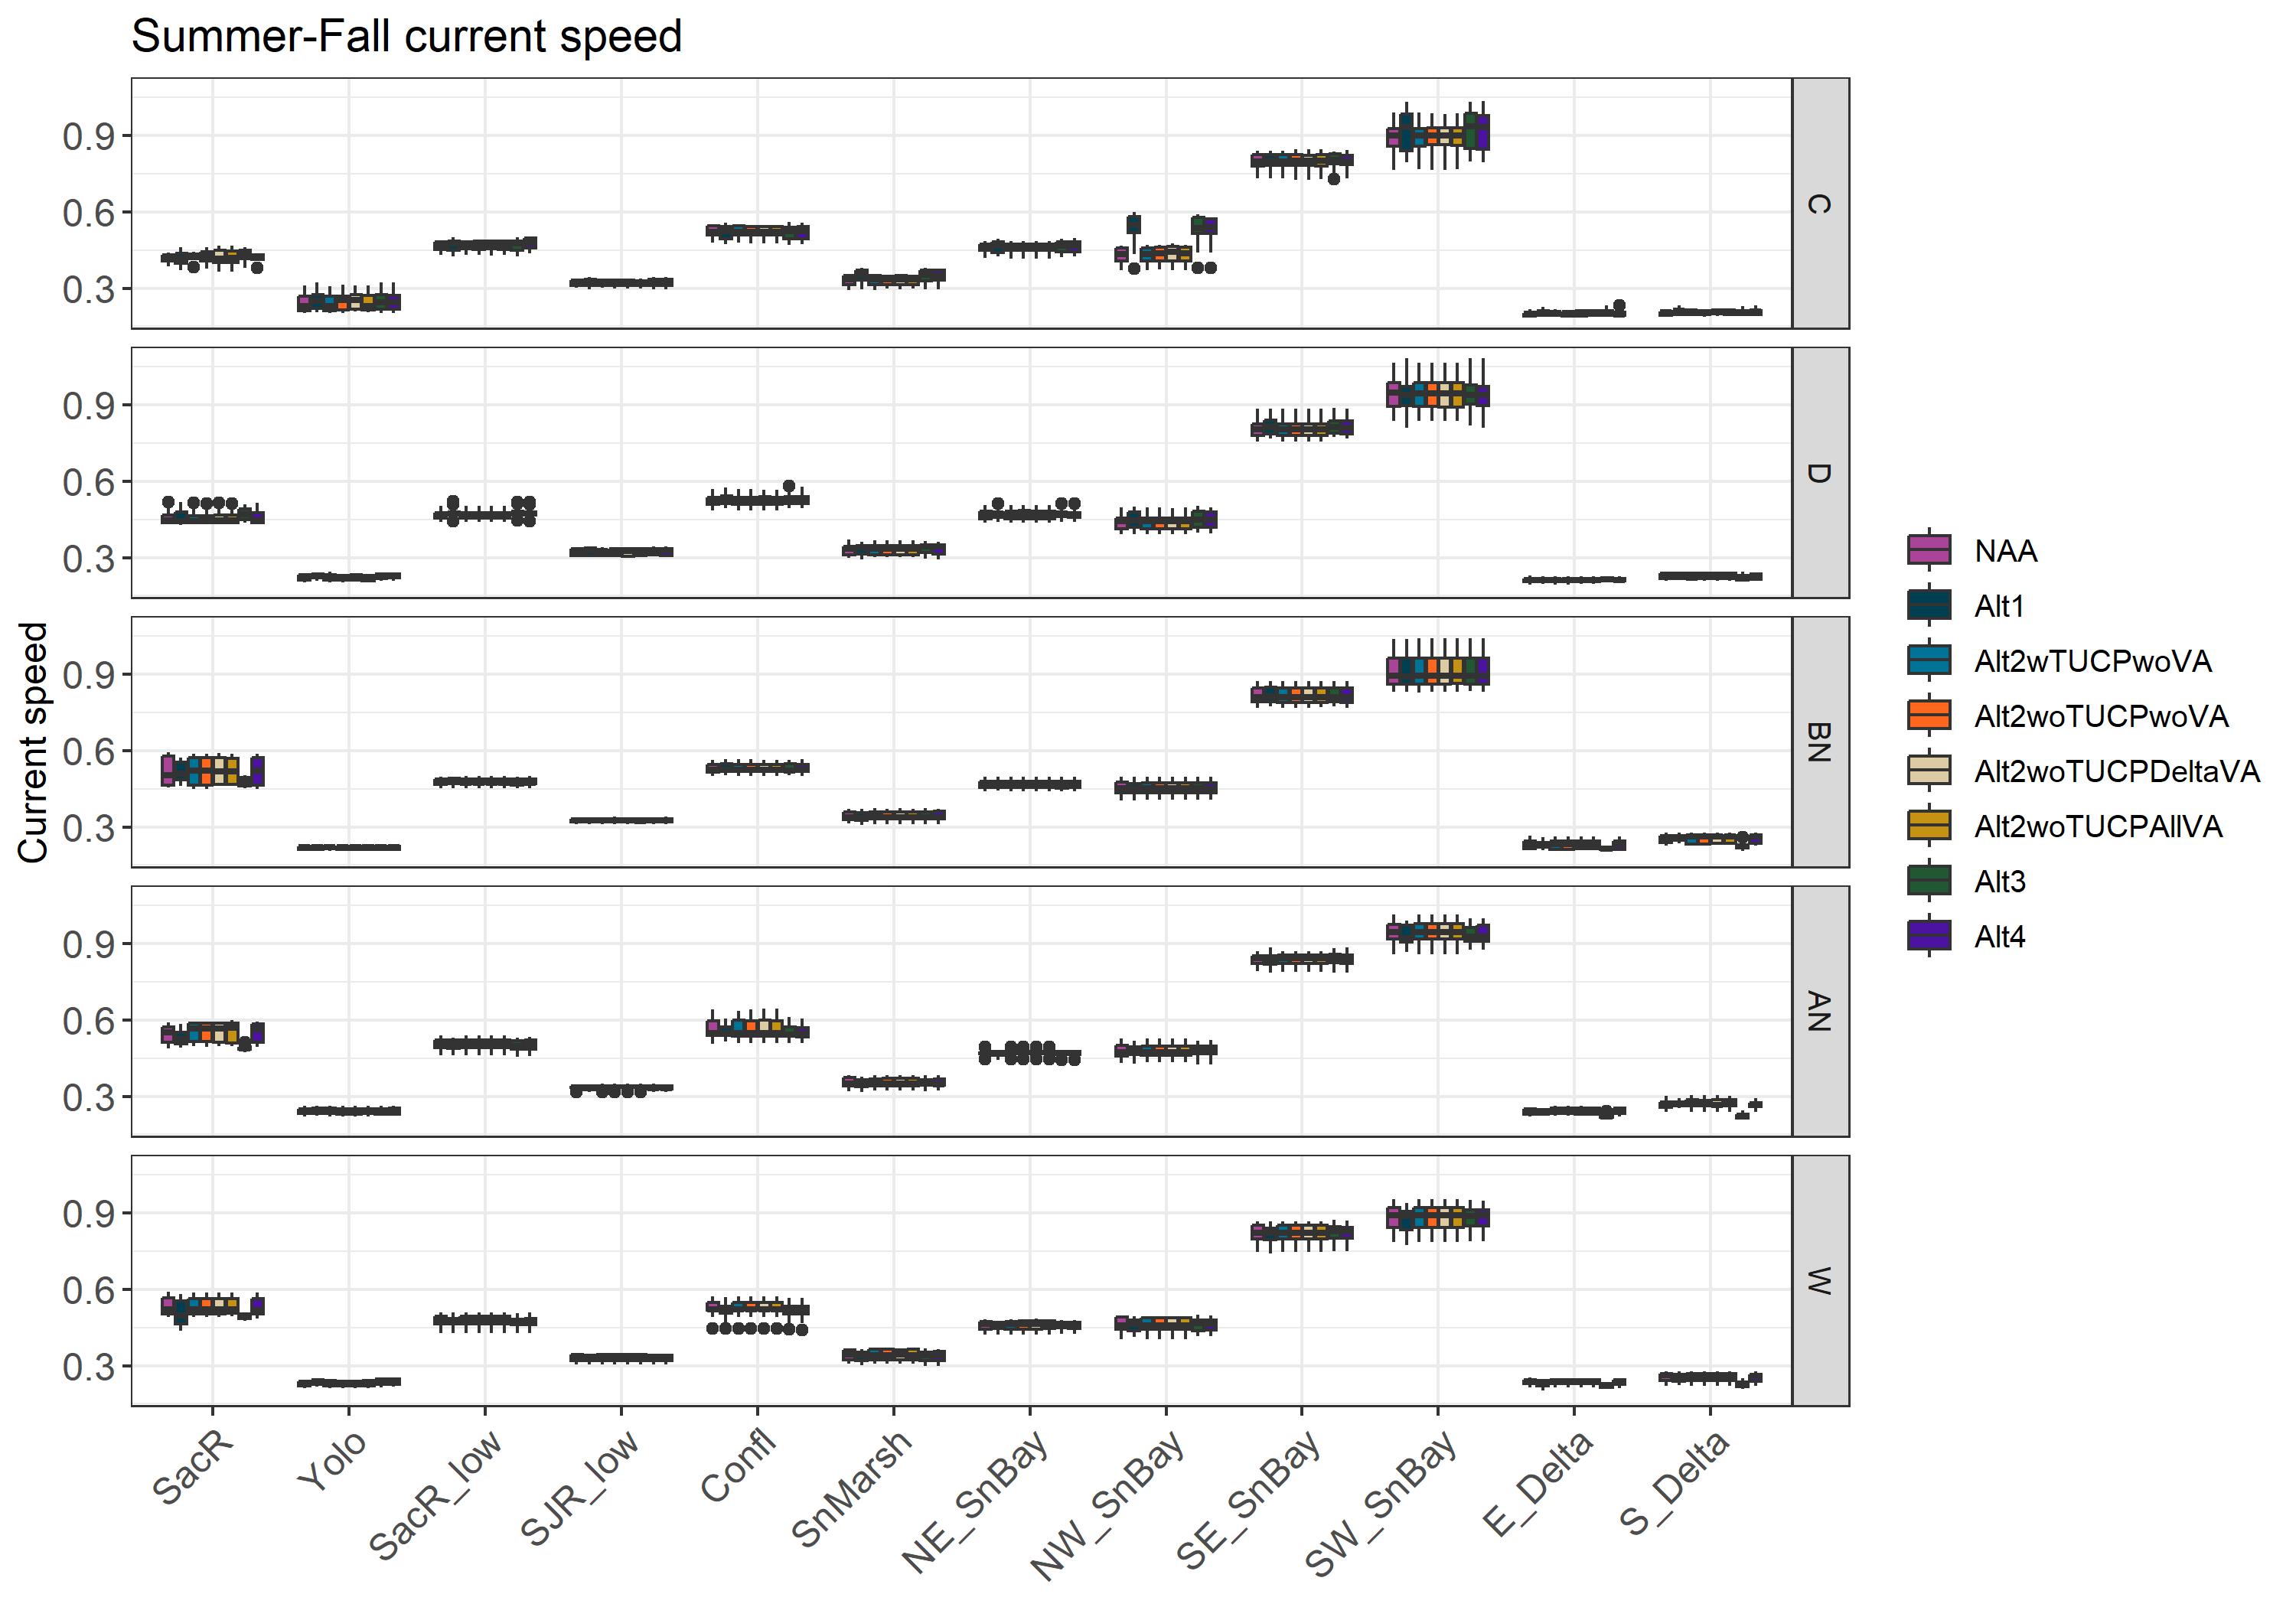 Summer-Fall current speed
Current speed
0.9
0.6
0.3
C
0.9
0.6
0.3
D
0.9
0.6
0.3
BN
0.9
0.6
0.3
AN
0.9
0.6
0.3
W
SacR
Yolo
SacR_low
SJR_low
Confl
SnMarsh
NE_SnBay
NW_SnBay
SE_SnBay
SW_SnBay
E_Delta
S_Delta
NAA
Alt1
Alt2wTUCPwoVA
Alt2woTUCPwoVA
Alt2woTUCPDeltaVA
Alt2woTUCPAllVA
Alt3
Alt4